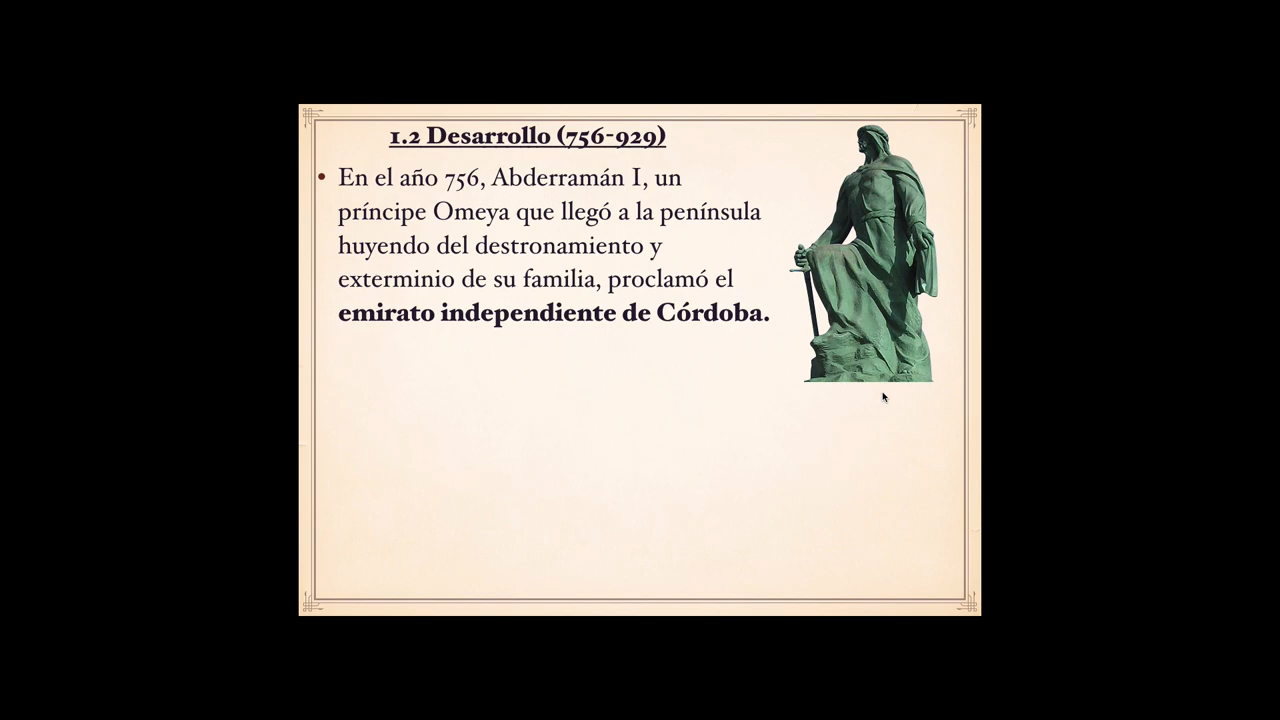 1.2 Desarrollo (756-929)
• En el año 756, Abderramán I, un
príncipe Omeya que llegó a la península
huyendo del destronamiento y
exterminio de su familia, proclamó el
emirato independiente de Córdoba.